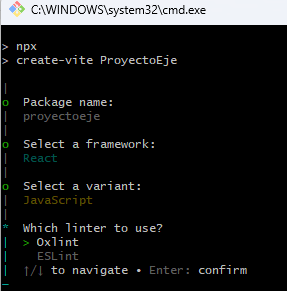 C:\WINDOWS\system32\cmd.exe
> npx
> create-vite ProyectoEje
|
o Package name:
| proyectoeje
|
o Select a framework:
| React
|
o Select a variant:
| JavaScript
|
* Which linter to use?
| > Oxlint
| ESLint
| ↑/↓ to navigate • Enter: confirm